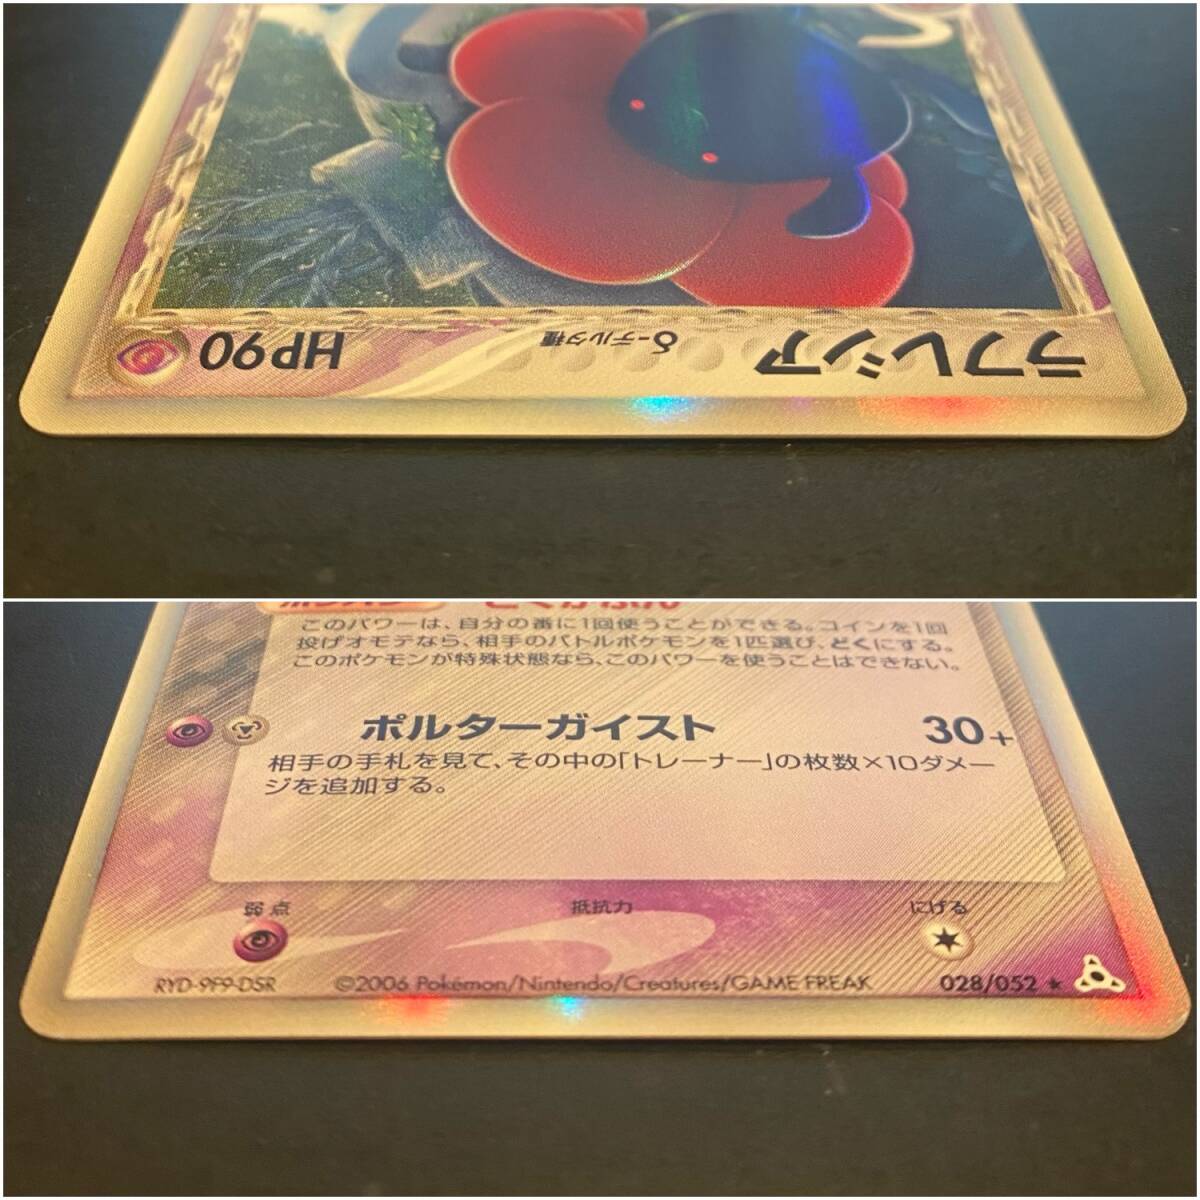 ラフレシア
δ-デルタ種
HP90
このパワーは、自分の番に1回使うことができる。コインを1回
投げオモテなら、相手のバトルポケモンを1匹選び、どくにする。
このポケモンが特殊状態なら、このパワーを使うことはできない。
ポルターガイスト 30+
相手の手札を見て、その中の「トレーナー」の枚数×10ダメー
ジを追加する。
弱点 抵抗力 にげる
RYD-9F9-DSR ©2006 Pokémon/Nintendo/Creatures/GAME FREAK 028/052 ★